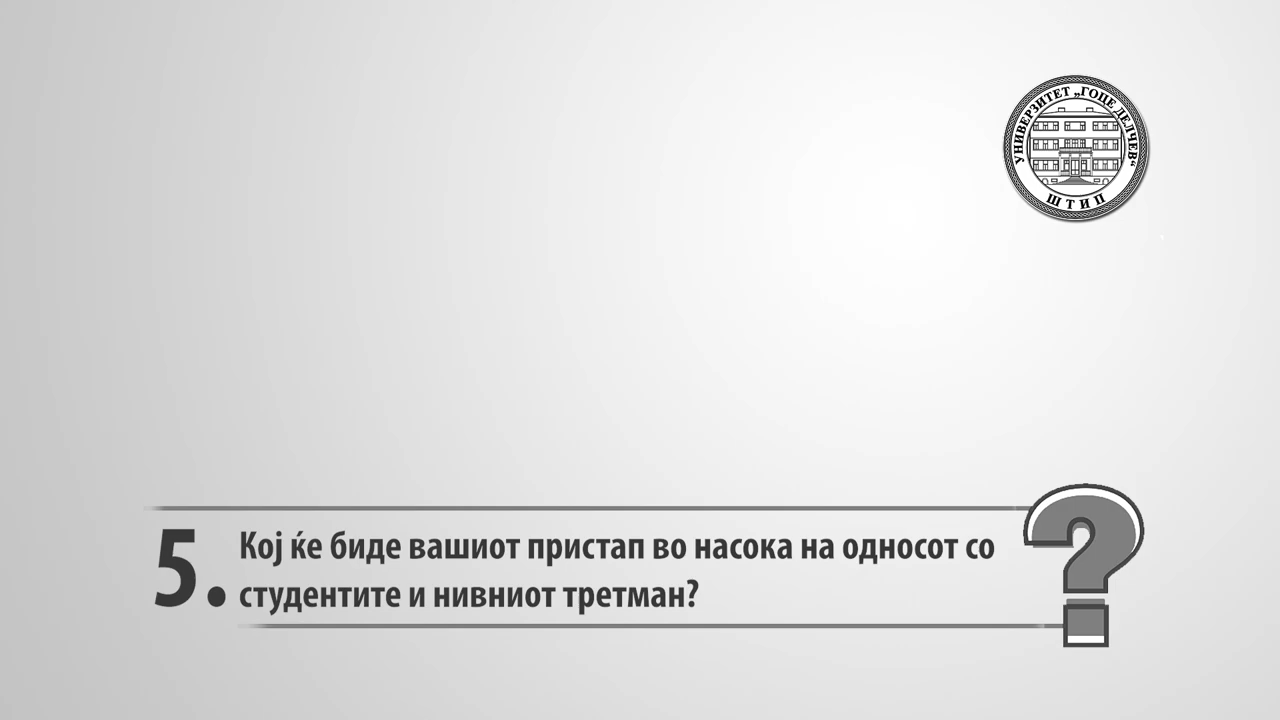 УНИВЕРЗИТЕТ „ГОЦЕ ДЕЛЧЕВ“
ШТИП
5. Кој ќе биде вашиот пристап во насока на односот со
студентите и нивниот третман?
?